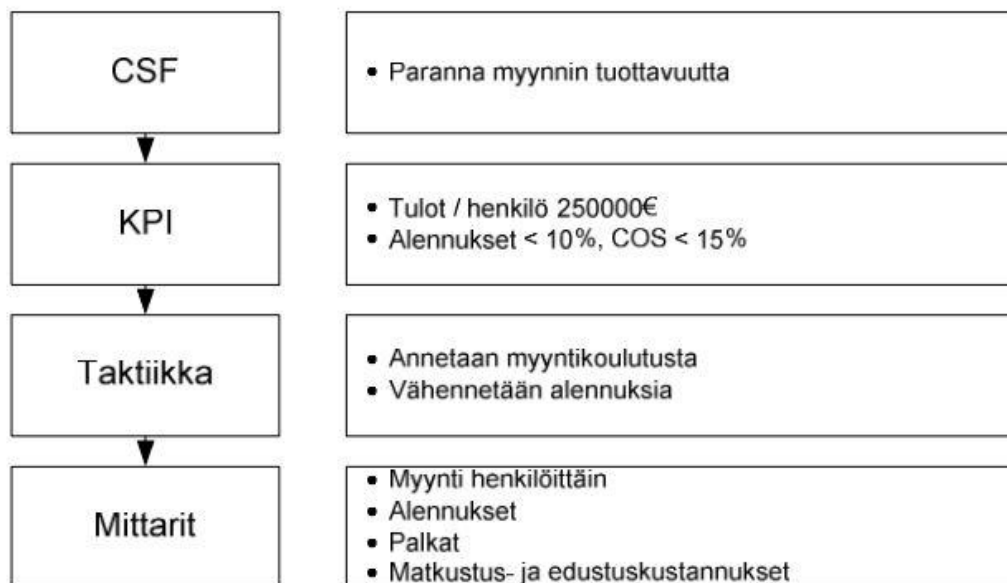 CSF
• Paranna myynnin tuottavuutta
KPI
• Tulot / henkilö 250000€
• Alennukset < 10%, COS < 15%
Taktiikka
• Annetaan myyntikoulutusta
• Vähennetään alennuksia
Mittarit
• Myynti henkilöittäin
• Alennukset
• Palkat
• Matkustus- ja edustuskustannukset